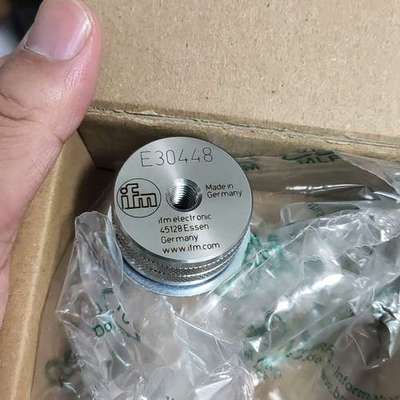 E30448
ifm
Made in
Germany
ifm electronic
45128 Essen
Germany
www.ifm.com